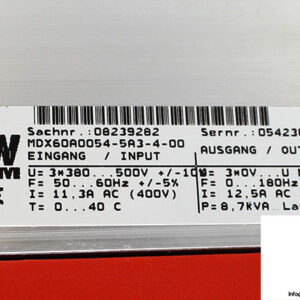 Sachnr.:08239282 Sernr.:054230
MDX60A0054-5A3-4-00
EINGANG / INPUT AUSGANG / OUT
U= 3*380...500V +/-10% U= 3*0V...U
F= 50...60Hz +/-5% F= 0...180Hz
I= 11,3A AC (400V) I= 12,5A AC
T= 0...40 C P= 8,7kVA